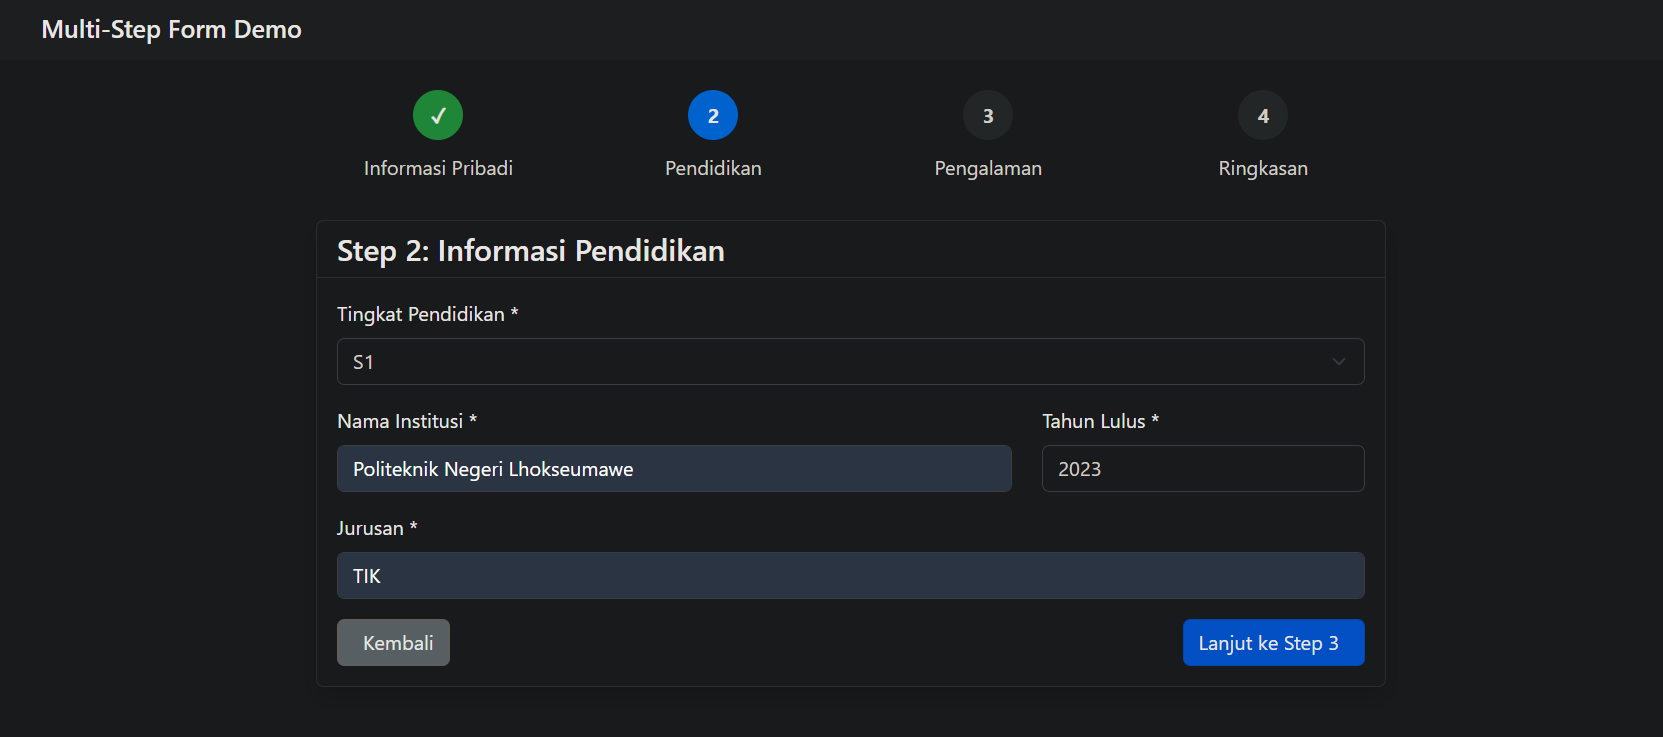 Multi-Step Form Demo
✓ 2 3 4
Informasi Pribadi Pendidikan Pengalaman Ringkasan
Step 2: Informasi Pendidikan
Tingkat Pendidikan *
S1
Nama Institusi * Tahun Lulus *
Politeknik Negeri Lhokseumawe 2023
Jurusan *
TIK
Kembali Lanjut ke Step 3